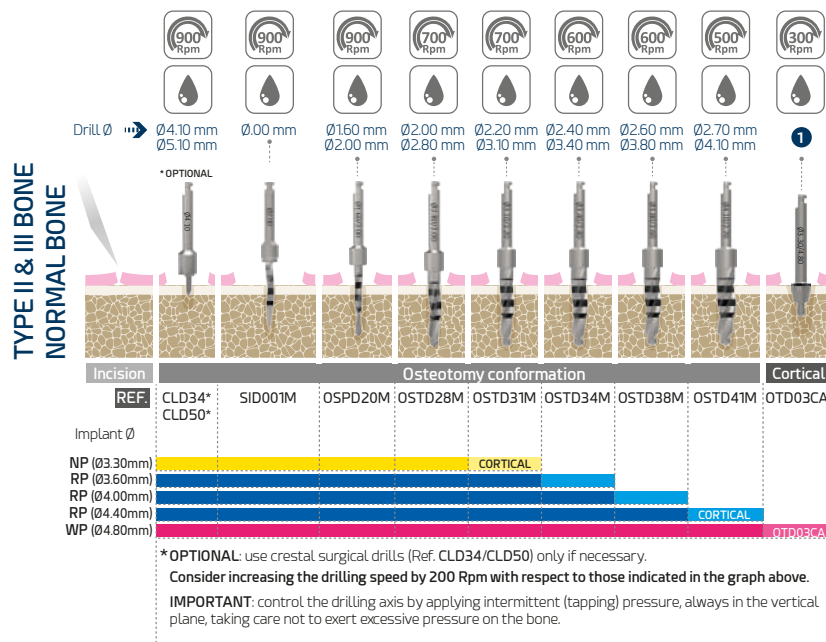 900 Rpm 900 Rpm 900 Rpm 700 Rpm 700 Rpm 600 Rpm 600 Rpm 500 Rpm 300 Rpm
Drill Ø Ø4.10 mm Ø.00 mm Ø1.60 mm Ø2.00 mm Ø2.20 mm Ø2.40 mm Ø2.60 mm Ø2.70 mm 1
Ø5.10 mm Ø2.00 mm Ø2.80 mm Ø3.10 mm Ø3.40 mm Ø3.80 mm Ø4.10 mm
* OPTIONAL
TYPE II & III BONE
NORMAL BONE
Ø4.10
Incision Osteotomy conformation Cortical
REF. CLD34* SID001M OSPD20M OSTD28M OSTD31M OSTD34M OSTD38M OSTD41M OTD03CA
CLD50*
Implant Ø
NP (Ø3.30mm) CORTICAL
RP (Ø3.60mm)
RP (Ø4.00mm)
RP (Ø4.40mm) CORTICAL
WP (Ø4.80mm) OTD03CA
* OPTIONAL: use crestal surgical drills (Ref. CLD34/CLD50) only if necessary.
Consider increasing the drilling speed by 200 Rpm with respect to those indicated in the graph above.
IMPORTANT: control the drilling axis by applying intermittent (tapping) pressure, always in the vertical
plane, taking care not to exert excessive pressure on the bone.